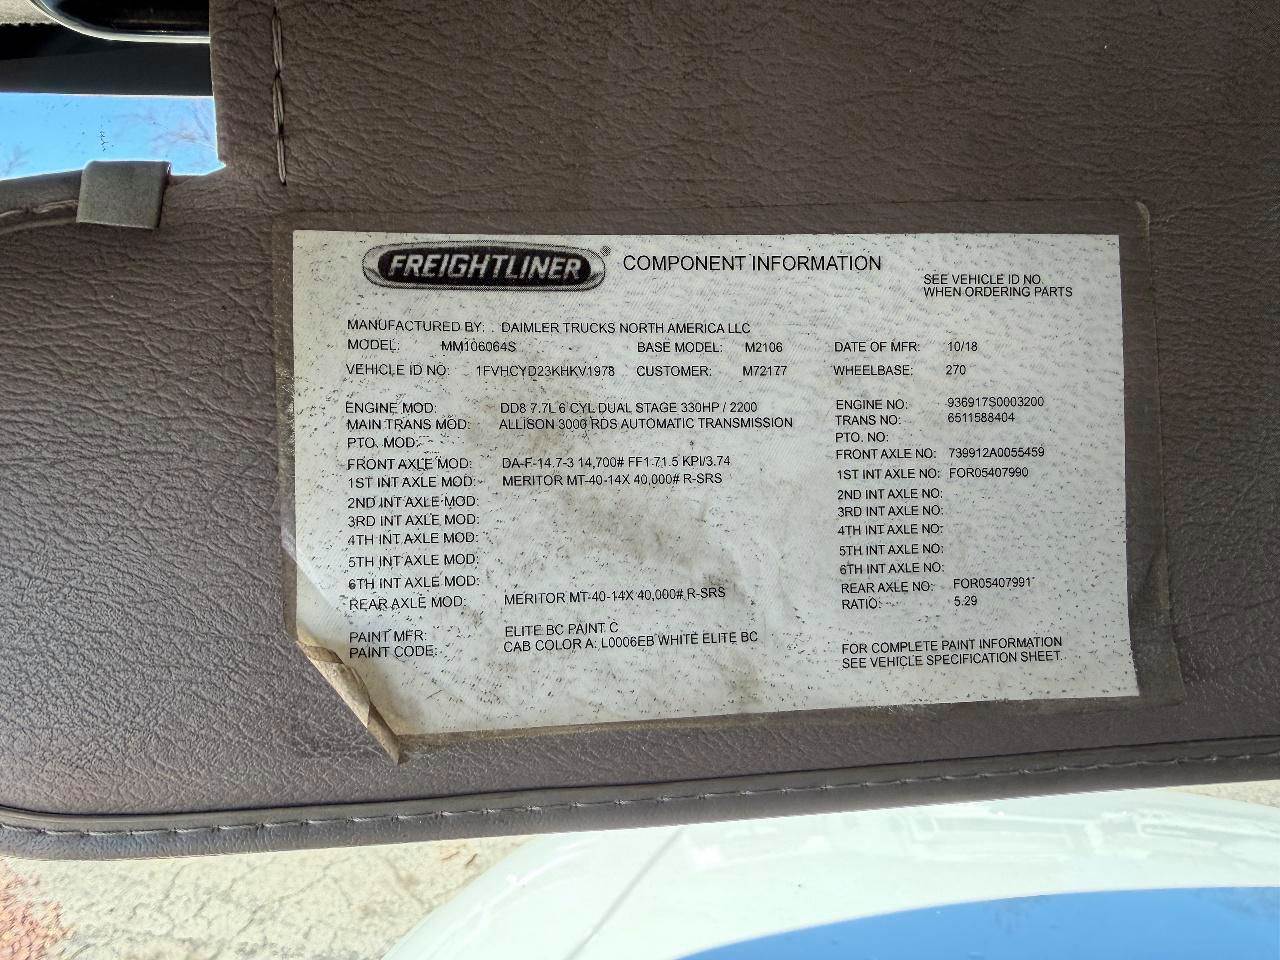 FREIGHTLINER® COMPONENT INFORMATION
SEE VEHICLE ID NO.
WHEN ORDERING PARTS
MANUFACTURED BY: DAIMLER TRUCKS NORTH AMERICA LLC
MODEL: MM106064S BASE MODEL: M2106 DATE OF MFR: 10/18
VEHICLE ID NO: 1FVHCYD23KHKV1978 CUSTOMER: M72177 WHEELBASE: 270
ENGINE MOD: DD8 7.7L 6 CYL DUAL STAGE 330HP / 2200 ENGINE NO: 936917S0003200
MAIN TRANS MOD: ALLISON 3000 RDS AUTOMATIC TRANSMISSION TRANS NO: 6511588404
PTO. MOD: PTO. NO:
FRONT AXLE MOD: DA-F-14.7-3 14,700# FF1 71.5 KPI/3.74 FRONT AXLE NO: 739912A0055459
1ST INT AXLE MOD: MERITOR MT-40-14X 40,000# R-SRS 1ST INT AXLE NO: FOR05407990
2ND INT AXLE MOD: 2ND INT AXLE NO:
3RD INT AXLE MOD: 3RD INT AXLE NO:
4TH INT AXLE MOD: 4TH INT AXLE NO:
5TH INT AXLE MOD: 5TH INT AXLE NO:
6TH INT AXLE MOD: 6TH INT AXLE NO:
REAR AXLE MOD: MERITOR MT-40-14X 40,000# R-SRS REAR AXLE NO: FOR05407991
RATIO: 5.29
PAINT MFR: ELITE BC PAINT C
PAINT CODE: CAB COLOR A: L0006EB WHITE ELITE BC
FOR COMPLETE PAINT INFORMATION
SEE VEHICLE SPECIFICATION SHEET.